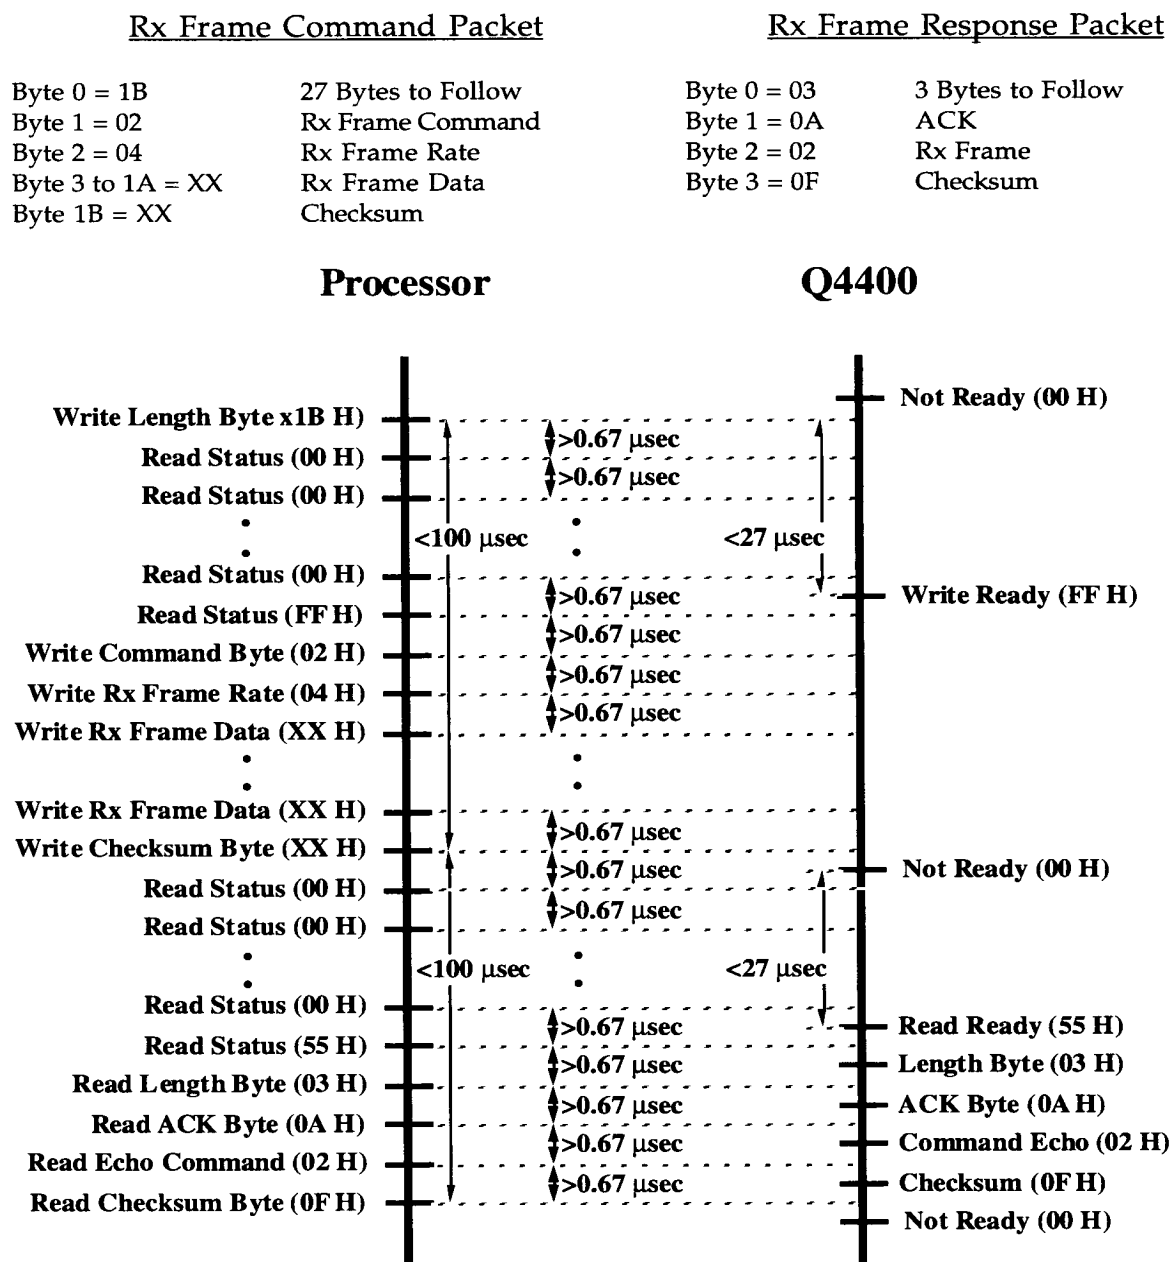 Rx Frame Command Packet Rx Frame Response Packet
Byte 0 = 1B 27 Bytes to Follow Byte 0 = 03 3 Bytes to Follow
Byte 1 = 02 Rx Frame Command Byte 1 = 0A ACK
Byte 2 = 04 Rx Frame Rate Byte 2 = 02 Rx Frame
Byte 3 to 1A = XX Rx Frame Data Byte 3 = 0F Checksum
Byte 1B = XX Checksum
Processor Q4400
Not Ready (00 H)
Write Length Byte x1B H)
>0.67 µsec
Read Status (00 H)
>0.67 µsec
Read Status (00 H)
<100 µsec <27 µsec
Read Status (00 H)
>0.67 µsec Write Ready (FF H)
Read Status (FF H)
>0.67 µsec
Write Command Byte (02 H)
>0.67 µsec
Write Rx Frame Rate (04 H)
>0.67 µsec
Write Rx Frame Data (XX H)
Write Rx Frame Data (XX H)
>0.67 µsec
Write Checksum Byte (XX H)
>0.67 µsec Not Ready (00 H)
Read Status (00 H)
>0.67 µsec
Read Status (00 H)
<100 µsec <27 µsec
Read Status (00 H)
>0.67 µsec Read Ready (55 H)
Read Status (55 H)
>0.67 µsec Length Byte (03 H)
Read Length Byte (03 H)
>0.67 µsec ACK Byte (0A H)
Read ACK Byte (0A H)
>0.67 µsec Command Echo (02 H)
Read Echo Command (02 H)
>0.67 µsec Checksum (0F H)
Read Checksum Byte (0F H)
Not Ready (00 H)